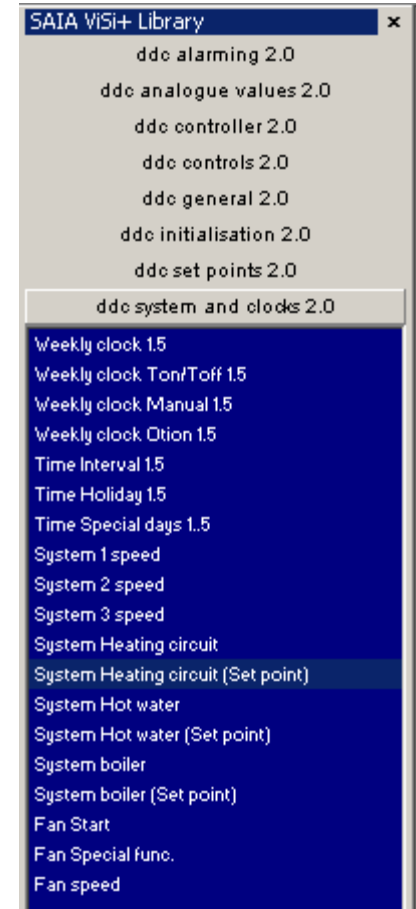 SAIA ViSi+ Library ×
ddc alarming 2.0
ddc analogue values 2.0
ddc controller 2.0
ddc controls 2.0
ddc general 2.0
ddc initialisation 2.0
ddc set points 2.0
ddc system and clocks 2.0
Weekly clock 1.5
Weekly clock Ton/Toff 1.5
Weekly clock Manual 1.5
Weekly clock Otion 1.5
Time Interval 1.5
Time Holiday 1.5
Time Special days 1..5
System 1 speed
System 2 speed
System 3 speed
System Heating circuit
System Heating circuit (Set point)
System Hot water
System Hot water (Set point)
System boiler
System boiler (Set point)
Fan Start
Fan Special func.
Fan speed